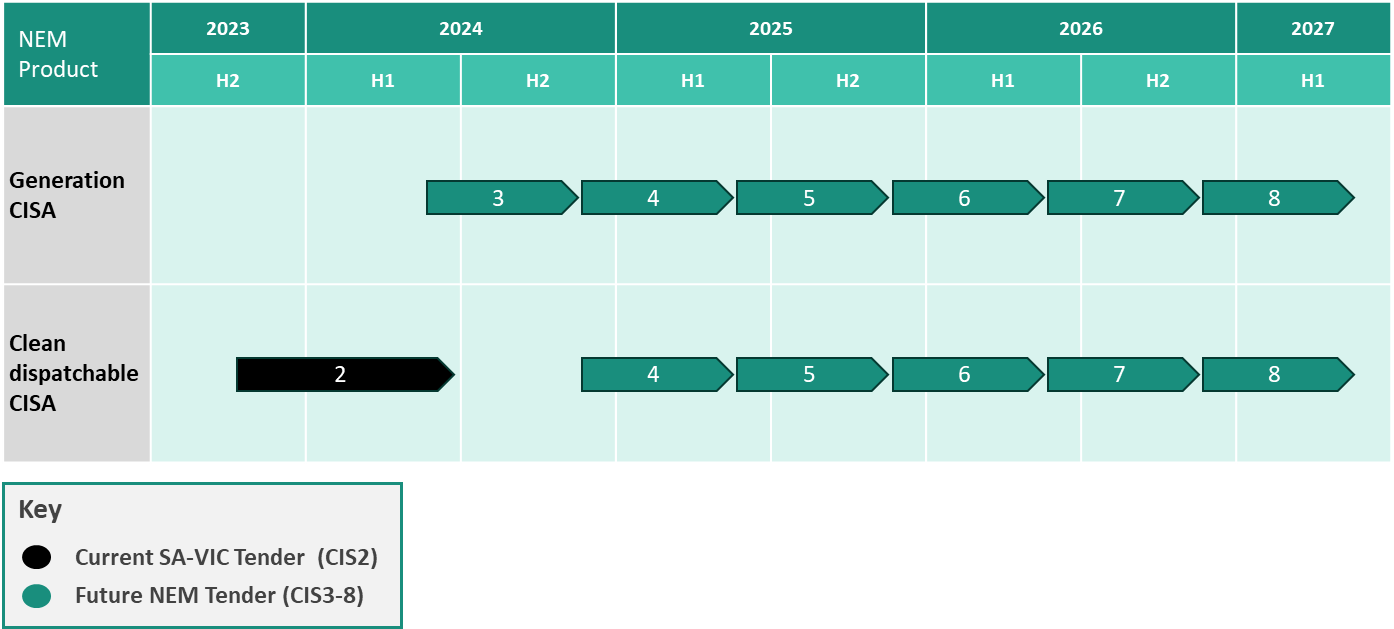 NEM
Product
2023
2024
2025
2026
2027
H2
H1
H2
H1
H2
H1
H2
H1
Generation
CISA
3
4
5
6
7
8
Clean
dispatchable
CISA
2
4
5
6
7
8
Key
Current SA-VIC Tender (CIS2)
Future NEM Tender (CIS3-8)